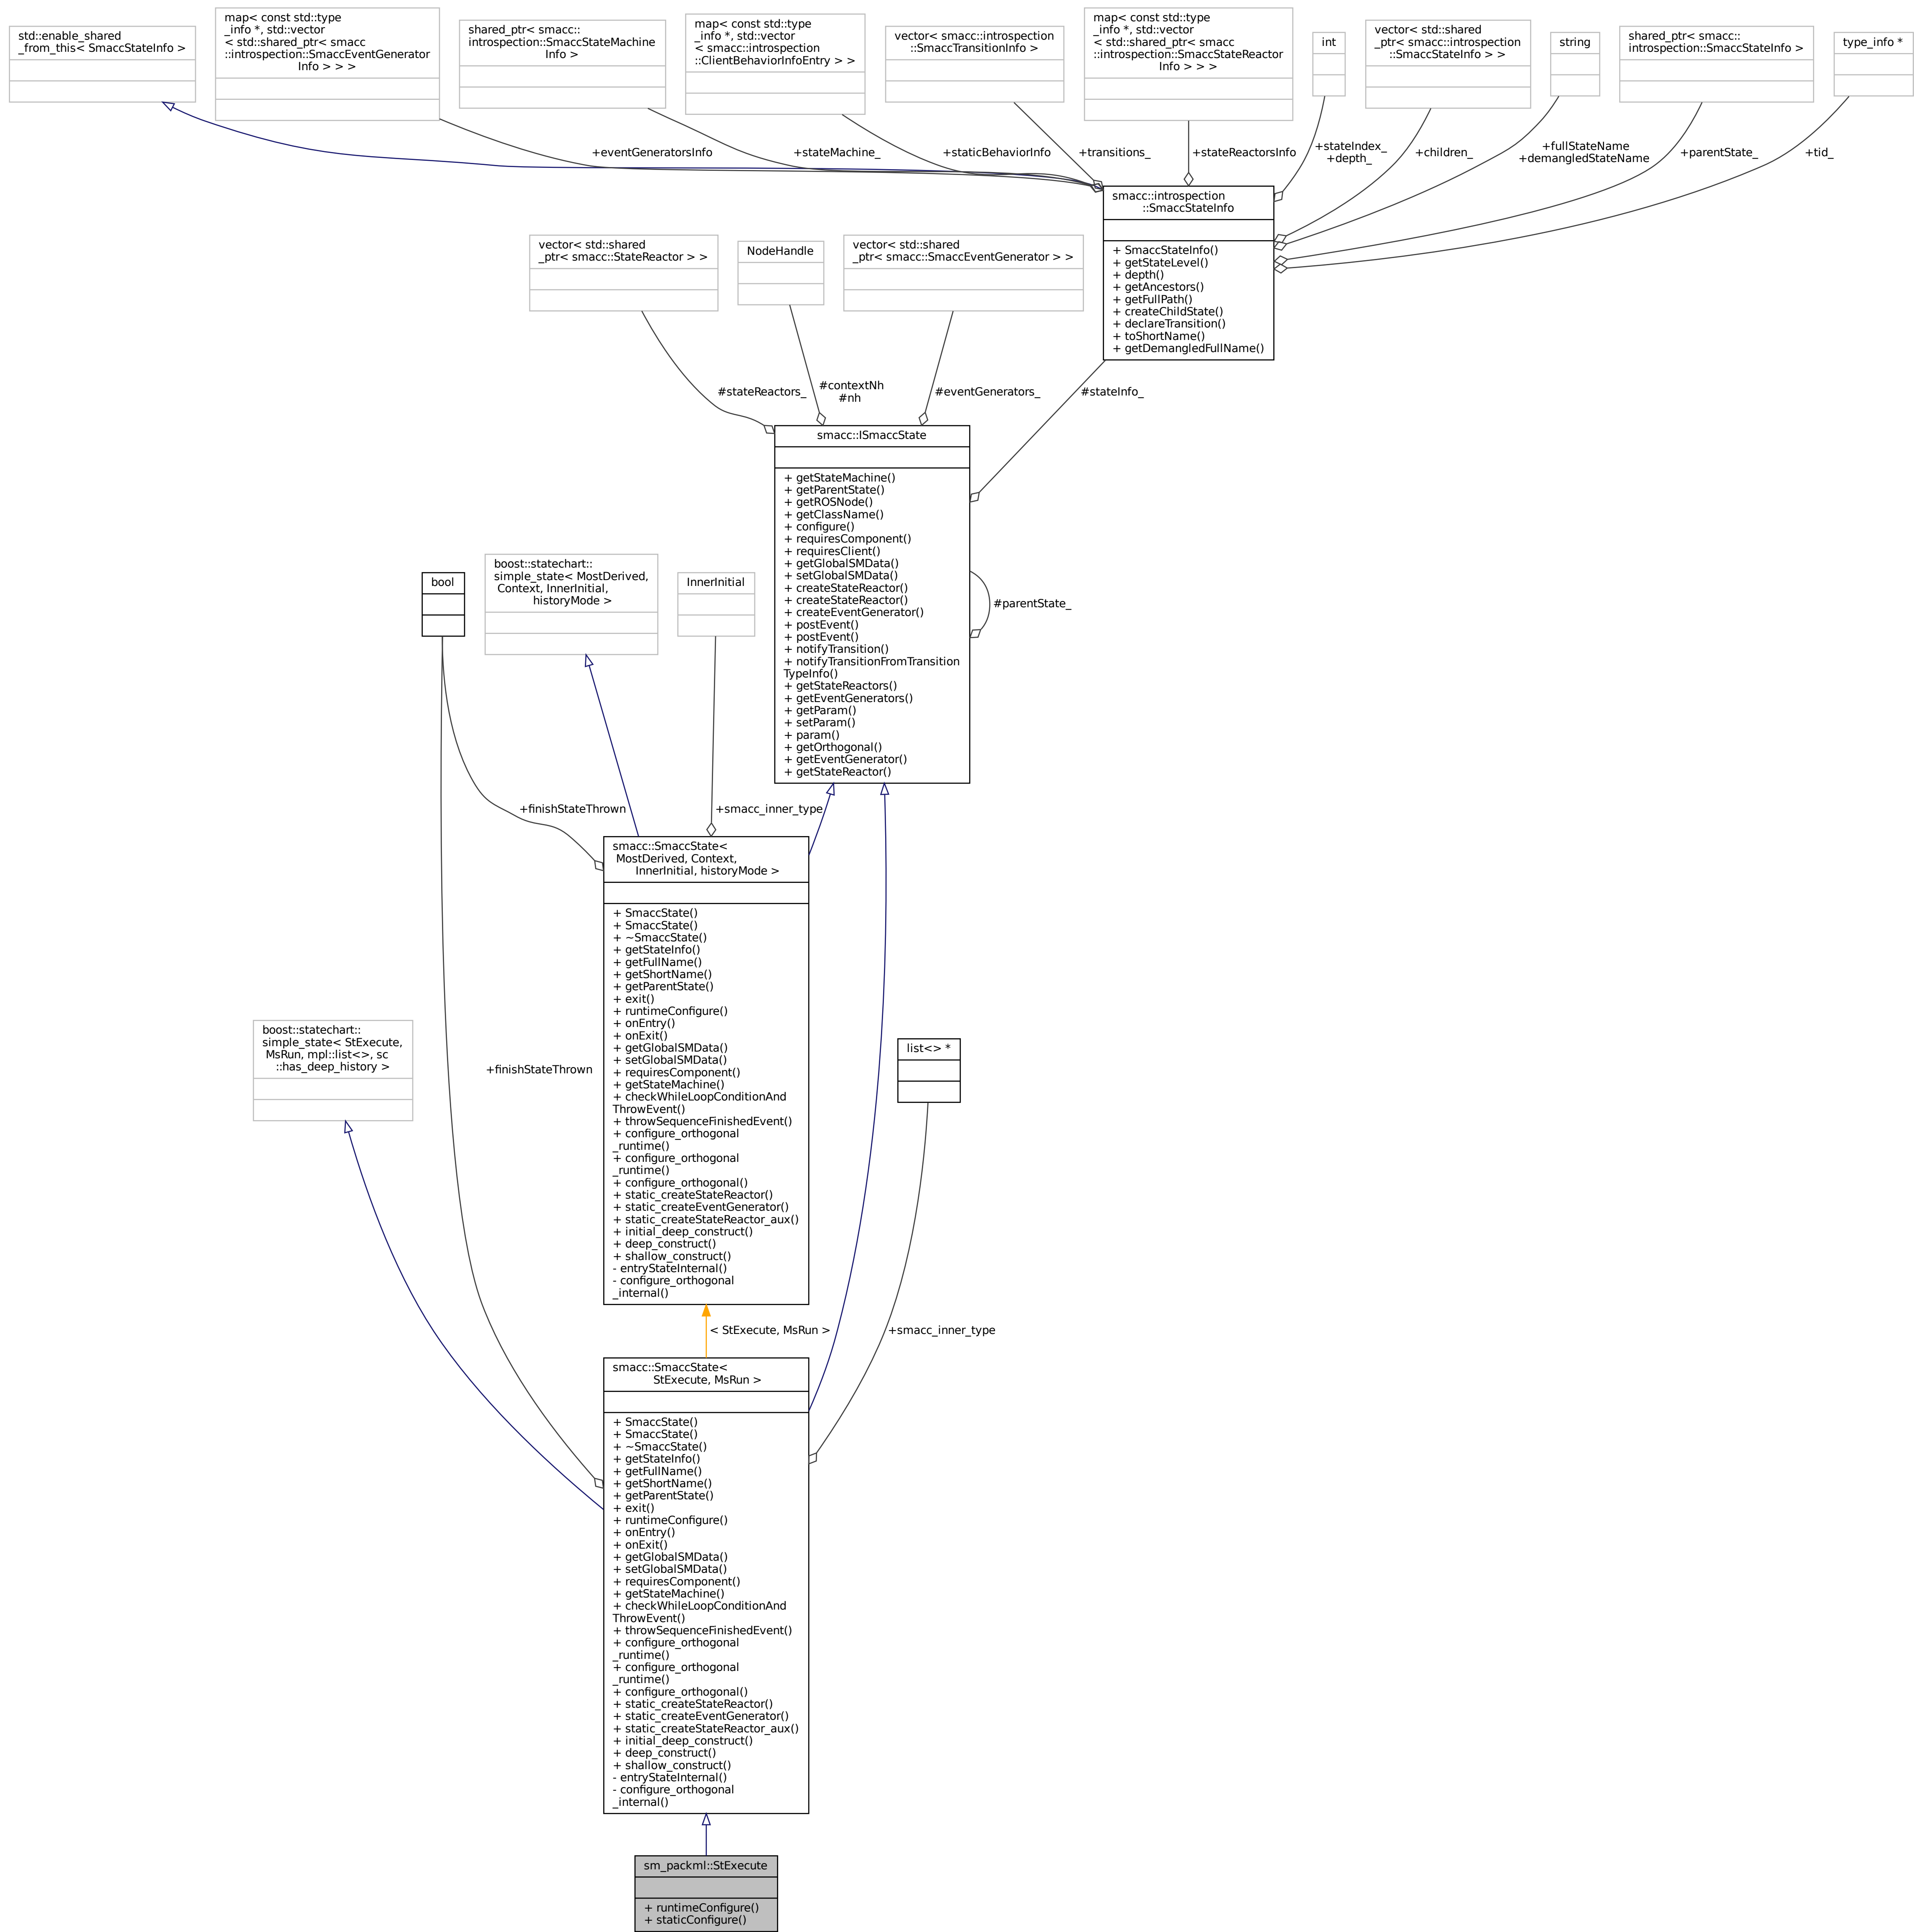 std::enable_shared
_from_this< SmaccStateInfo >
map< const std::type
_info *, std::vector
< std::shared_ptr< smacc
::introspection::SmaccEventGenerator
Info > > >
shared_ptr< smacc::
introspection::SmaccStateMachine
Info >
map< const std::type
_info *, std::vector
< smacc::introspection
::ClientBehaviorInfoEntry > >
vector< smacc::introspection
::SmaccTransitionInfo >
map< const std::type
_info *, std::vector
< std::shared_ptr< smacc
::introspection::SmaccStateReactor
Info > > >
int
vector< std::shared
_ptr< smacc::introspection
::SmaccStateInfo > >
string
shared_ptr< smacc::
introspection::SmaccStateInfo >
type_info *
+eventGeneratorsInfo
+stateMachine_
+staticBehaviorInfo
+transitions_
+stateReactorsInfo
+stateIndex_
+depth_
+children_
+fullStateName
+demangledStateName
+parentState_
+tid_
smacc::introspection
::SmaccStateInfo
+ SmaccStateInfo()
+ getStateLevel()
+ depth()
+ getAncestors()
+ getFullPath()
+ createChildState()
+ declareTransition()
+ toShortName()
+ getDemangledFullName()
vector< std::shared
_ptr< smacc::StateReactor > >
NodeHandle
vector< std::shared
_ptr< smacc::SmaccEventGenerator > >
#stateReactors_
#contextNh
#nh
#eventGenerators_
#stateInfo_
smacc::ISmaccState
+ getStateMachine()
+ getParentState()
+ getROSNode()
+ getClassName()
+ configure()
+ requiresComponent()
+ requiresClient()
+ getGlobalSMData()
+ setGlobalSMData()
+ createStateReactor()
+ createStateReactor()
+ createEventGenerator()
+ postEvent()
+ postEvent()
+ notifyTransition()
+ notifyTransitionFromTransition
TypeInfo()
+ getStateReactors()
+ getEventGenerators()
+ getParam()
+ setParam()
+ param()
+ getOrthogonal()
+ getEventGenerator()
+ getStateReactor()
#parentState_
bool
boost::statechart::
simple_state< MostDerived,
Context, InnerInitial,
historyMode >
InnerInitial
+finishStateThrown
+smacc_inner_type
smacc::SmaccState<
MostDerived, Context,
InnerInitial, historyMode >
+ SmaccState()
+ SmaccState()
+ ~SmaccState()
+ getStateInfo()
+ getFullName()
+ getShortName()
+ getParentState()
+ exit()
+ runtimeConfigure()
+ onEntry()
+ onExit()
+ getGlobalSMData()
+ setGlobalSMData()
+ requiresComponent()
+ getStateMachine()
+ checkWhileLoopConditionAnd
ThrowEvent()
+ throwSequenceFinishedEvent()
+ configure_orthogonal
_runtime()
+ configure_orthogonal
_runtime()
+ configure_orthogonal()
+ static_createStateReactor()
+ static_createEventGenerator()
+ static_createStateReactor_aux()
+ initial_deep_construct()
+ deep_construct()
+ shallow_construct()
- entryStateInternal()
- configure_orthogonal
_internal()
boost::statechart::
simple_state< StExecute,
MsRun, mpl::list<>, sc
::has_deep_history >
+finishStateThrown
list<> *
< StExecute, MsRun >
+smacc_inner_type
smacc::SmaccState<
StExecute, MsRun >
+ SmaccState()
+ SmaccState()
+ ~SmaccState()
+ getStateInfo()
+ getFullName()
+ getShortName()
+ getParentState()
+ exit()
+ runtimeConfigure()
+ onEntry()
+ onExit()
+ getGlobalSMData()
+ setGlobalSMData()
+ requiresComponent()
+ getStateMachine()
+ checkWhileLoopConditionAnd
ThrowEvent()
+ throwSequenceFinishedEvent()
+ configure_orthogonal
_runtime()
+ configure_orthogonal
_runtime()
+ configure_orthogonal()
+ static_createStateReactor()
+ static_createEventGenerator()
+ static_createStateReactor_aux()
+ initial_deep_construct()
+ deep_construct()
+ shallow_construct()
- entryStateInternal()
- configure_orthogonal
_internal()
sm_packml::StExecute
+ runtimeConfigure()
+ staticConfigure()